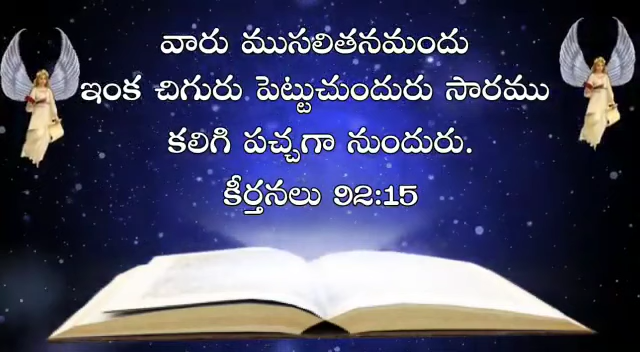 వారు ముసలితనమందు
ఇంక చిగురు పెట్టుచుందురు సారము
కలిగి పచ్చగా నుందురు.
కీర్తనలు 92:15